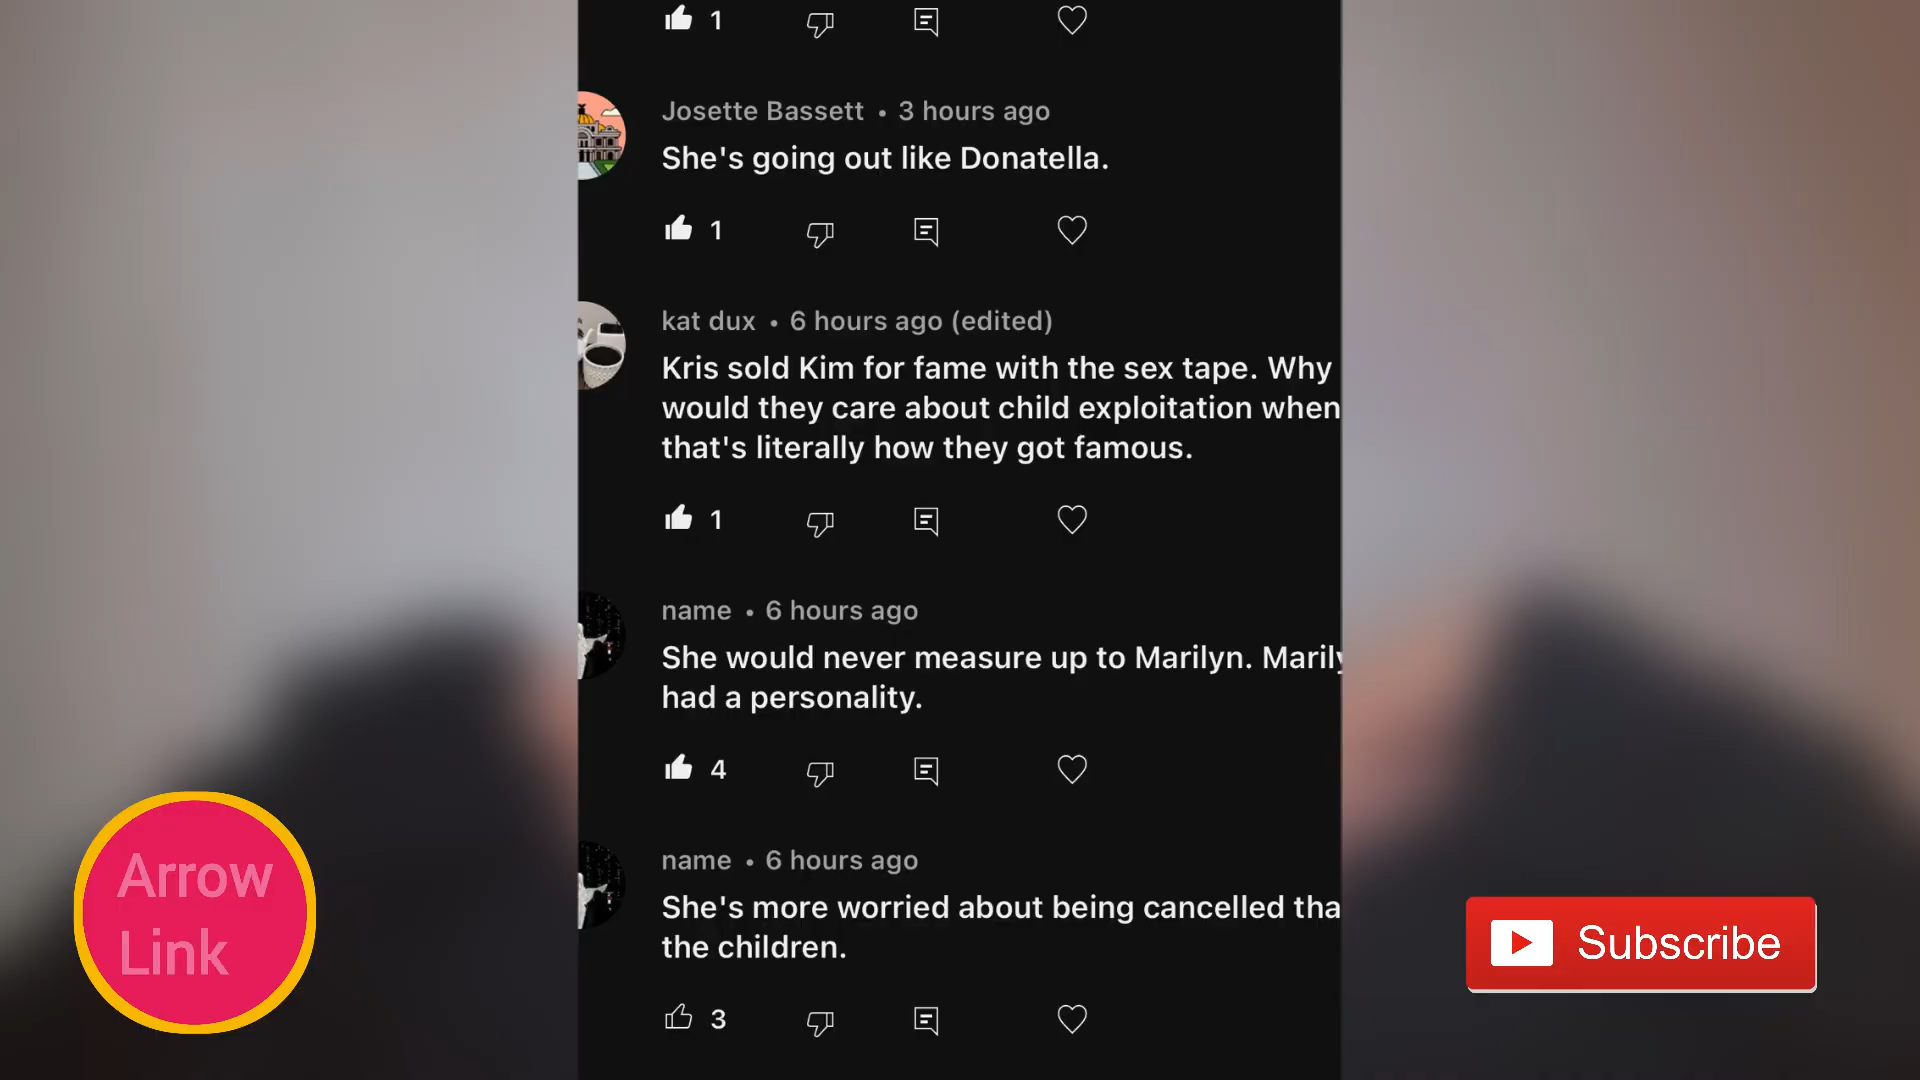 1
Josette Bassett • 3 hours ago
She's going out like Donatella.
1
kat dux • 6 hours ago (edited)
Kris sold Kim for fame with the sex tape. Why
would they care about child exploitation when
that's literally how they got famous.
1
name • 6 hours ago
She would never measure up to Marilyn. Marily
had a personality.
4
name • 6 hours ago
She's more worried about being cancelled tha
the children.
3
Arrow
Link
Subscribe